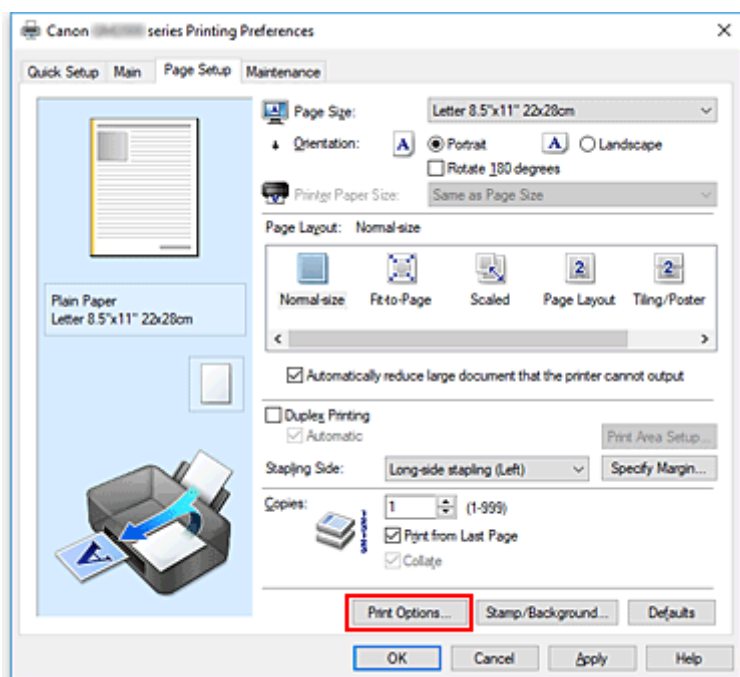 Canon series Printing Preferences
Quick Setup Main Page Setup Maintenance
Page Size: Letter 8.5"x11" 22x28cm
Orientation: A Portrait A Landscape
Rotate 180 degrees
Printer Paper Size: Same as Page Size
Page Layout: Normal-size
2 2
Normal-size Fit-to-Page Scaled Page Layout Tiling/Poster
Plain Paper
Letter 8.5"x11" 22x28cm
Automatically reduce large document that the printer cannot output
Duplex Printing
Automatic Print Area Setup...
Stapling Side: Long-side stapling (Left) Specify Margin...
Copies: 1 (1-999)
Print from Last Page
Collate
A
Print Options... Stamp/Background... Defaults
OK Cancel Apply Help